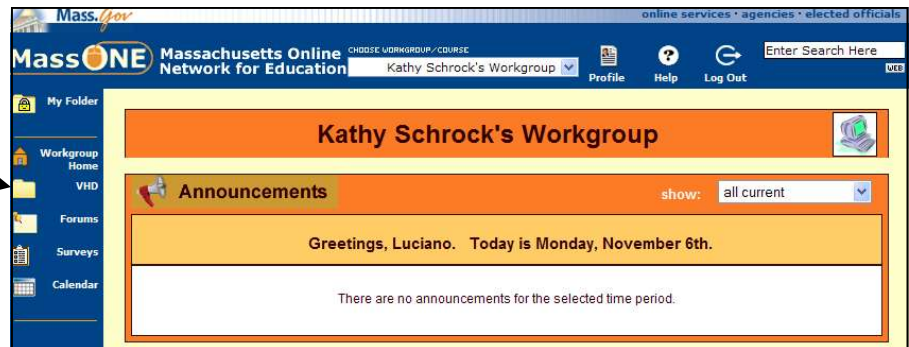 Mass.Gov
online services • agencies • elected officials
MassONE
Massachusetts Online
Network for Education
CHOOSE WORKGROUP/COURSE
Kathy Schrock's Workgroup
Profile
Help
Log Out
Enter Search Here
WEB
My Folder
Workgroup
Home
VHD
Forums
Surveys
Calendar
Kathy Schrock's Workgroup
Announcements
show: all current
Greetings, Luciano. Today is Monday, November 6th.
There are no announcements for the selected time period.